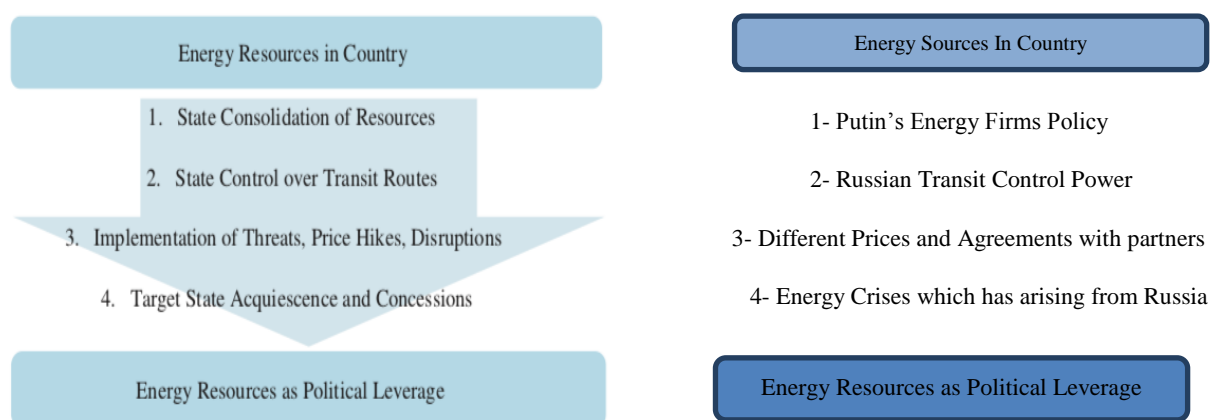 Energy Resources in Country
1. State Consolidation of Resources
2. State Control over Transit Routes
3. Implementation of Threats, Price Hikes, Disruptions
4. Target State Acquiescence and Concessions
Energy Resources as Political Leverage
Energy Sources In Country
1- Putin’s Energy Firms Policy
2- Russian Transit Control Power
3- Different Prices and Agreements with partners
4- Energy Crises which has arising from Russia
Energy Resources as Political Leverage